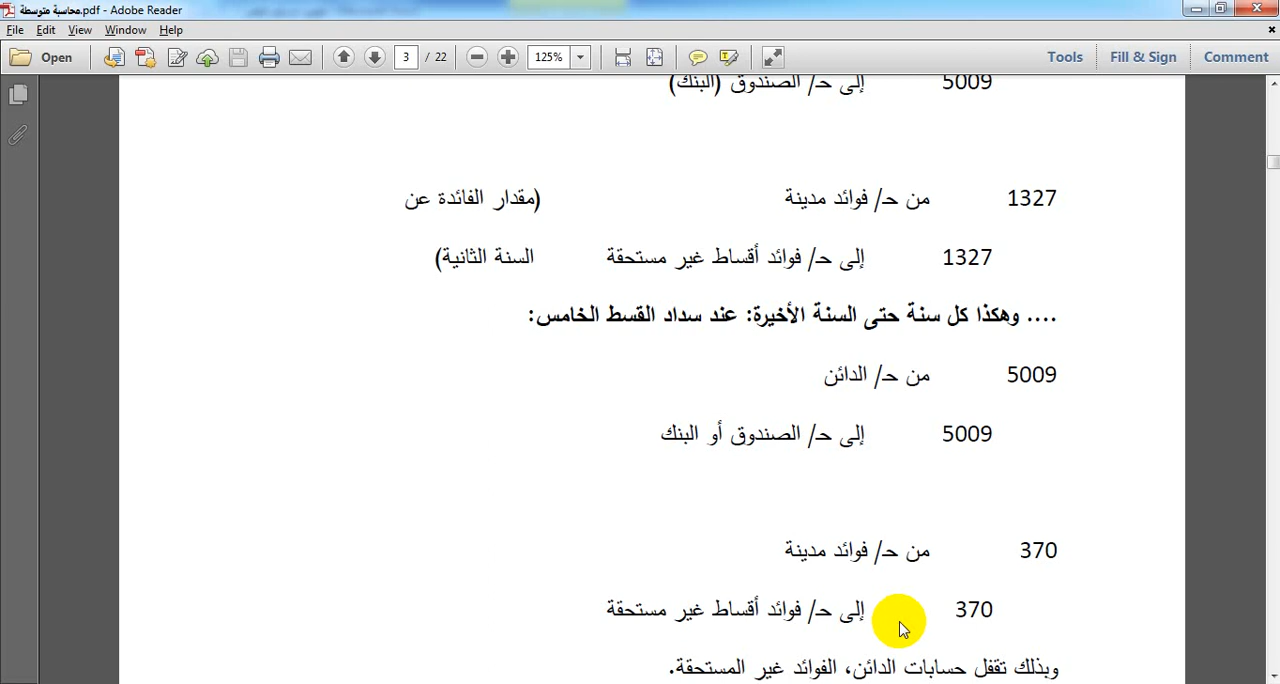 محاسبة متوسطة.pdf - Adobe Reader
File Edit View Window Help
Open 3 / 22 125% Tools Fill & Sign Comment
5009 إلى حـ/ الصندوق (البنك)
1327 من حـ/ فوائد مدينة (مقدار الفائدة عن
1327 إلى حـ/ فوائد أقساط غير مستحقة السنة الثانية)
.... وهكذا كل سنة حتى السنة الأخيرة: عند سداد القسط الخامس:
5009 من حـ/ الدائن
5009 إلى حـ/ الصندوق أو البنك
370 من حـ/ فوائد مدينة
370 إلى حـ/ فوائد أقساط غير مستحقة
وبذلك تقفل حسابات الدائن، الفوائد غير المستحقة.